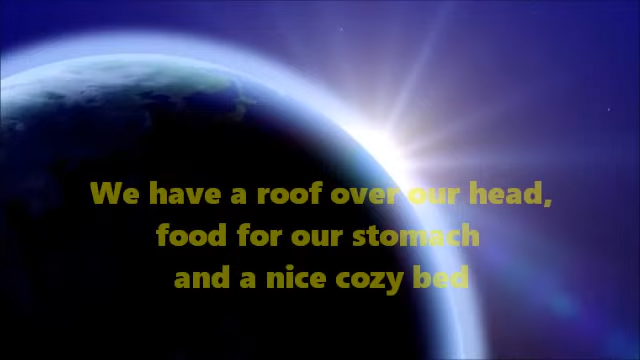 We have a roof over our head,
food for our stomach
and a nice cozy bed